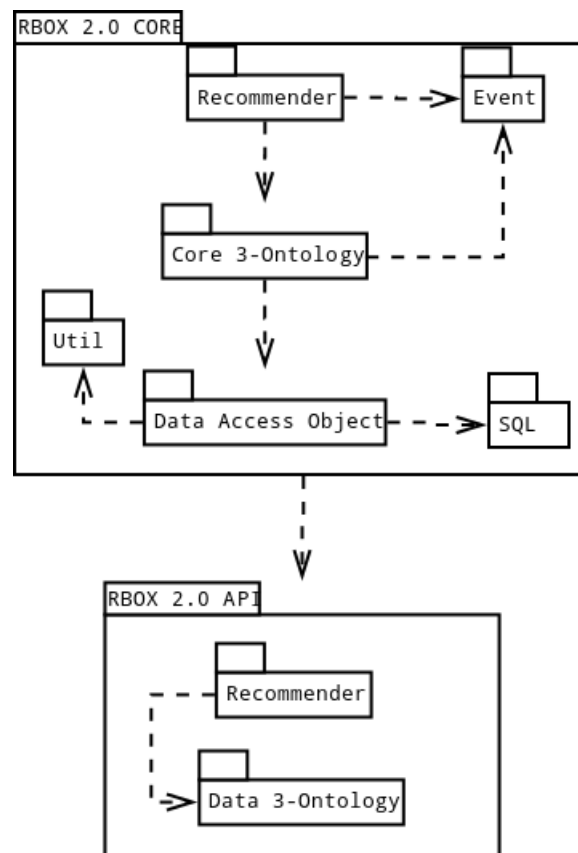 RBOX 2.0 CORE
Recommender
Event
Core 3-Ontology
Util
Data Access Object
SQL
RBOX 2.0 API
Recommender
Data 3-Ontology